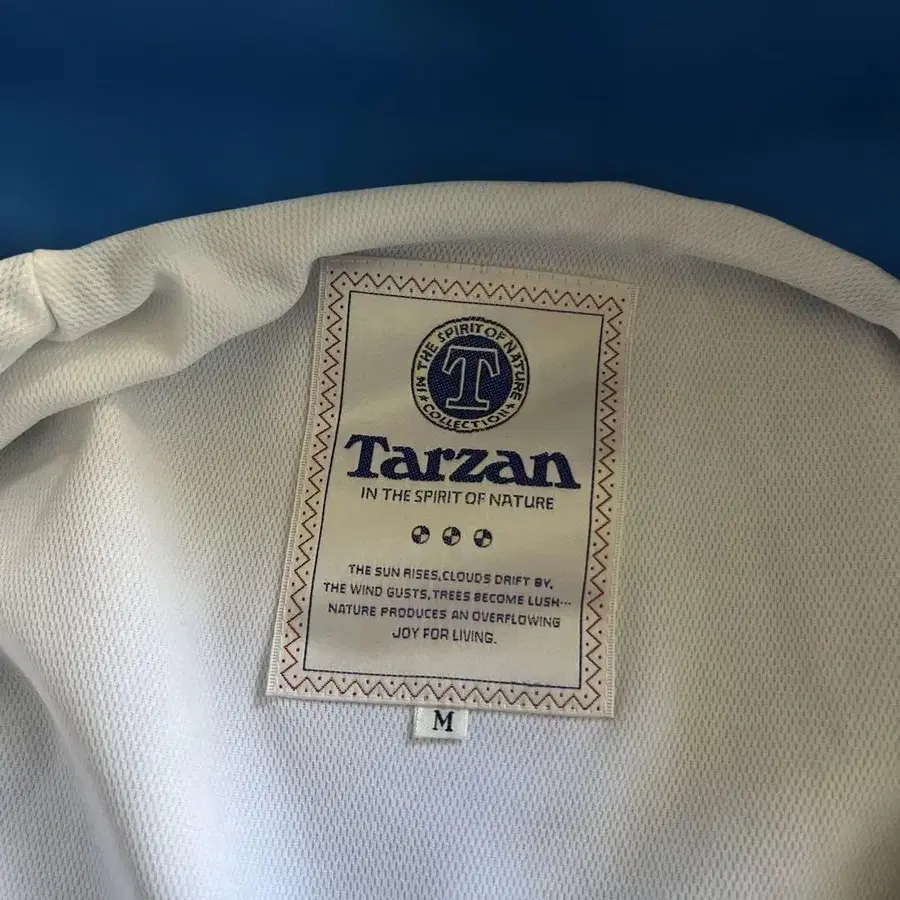 IN THE SPIRIT OF NATURE
T
*COLLECTION*
Tarzan
IN THE SPIRIT OF NATURE
THE SUN RISES,CLOUDS DRIFT BY,
THE WIND GUSTS, TREES BECOME LUSH···
NATURE PRODUCES AN OVERFLOWING
JOY FOR LIVING.
M